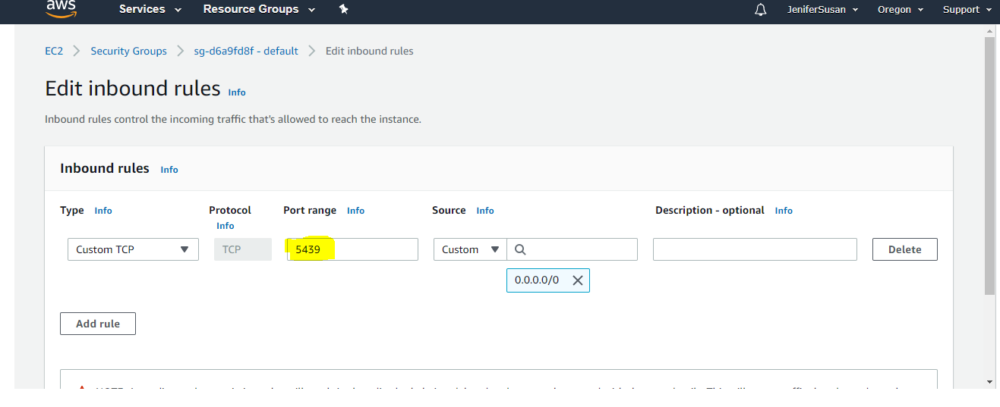 aws Services Resource Groups JeniferSusan Oregon Support
EC2 Security Groups sg-d6a9fd8f - default Edit inbound rules
Edit inbound rules Info
Inbound rules control the incoming traffic that's allowed to reach the instance.
Inbound rules Info
Type Info Protocol Info Port range Info Source Info Description - optional Info
Custom TCP TCP 5439 Custom Delete
0.0.0.0/0
Add rule